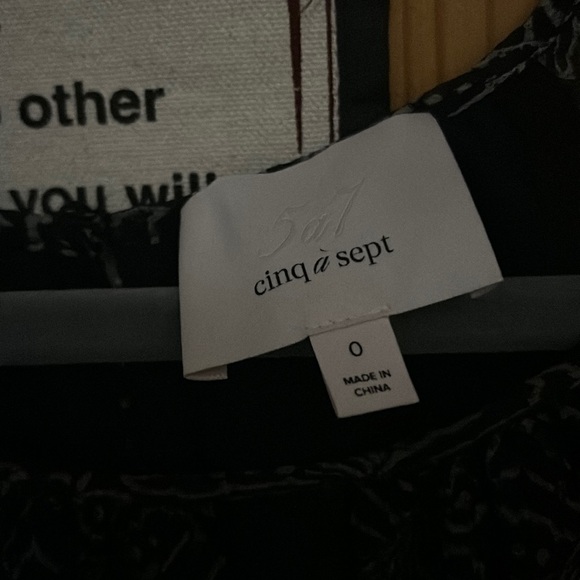 other
you will
5à7
cinq à sept
0
MADE IN
CHINA